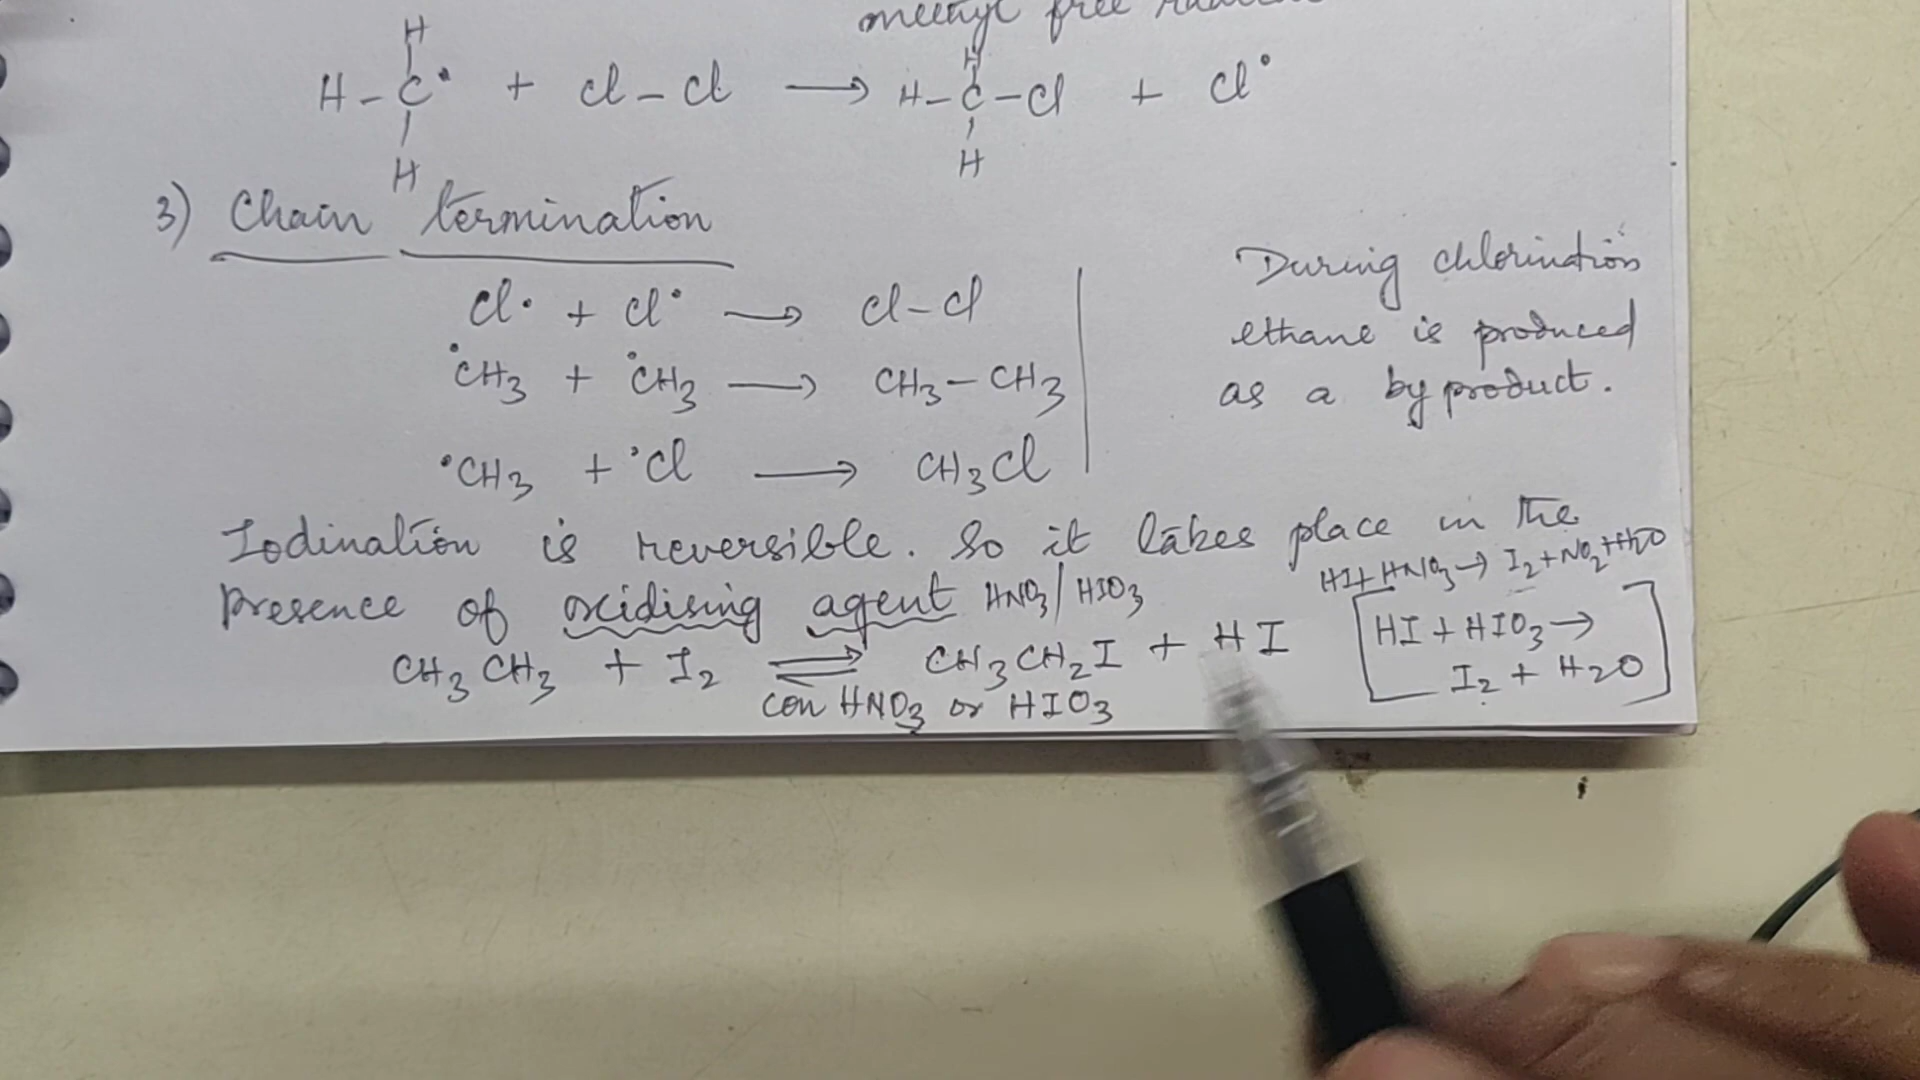 methyl free
H
H
H - C• + Cl - Cl ⟶ H - C - Cl + Cl•
H
H
3) Chain termination
Cl• + Cl• ⟶ Cl - Cl
•CH3 + •CH3 ⟶ CH3 - CH3
•CH3 + •Cl ⟶ CH3Cl
During chlorination
ethane is produced
as a by product.
Iodination is reversible. So it takes place in the
presence of oxidising agent HNO3/HIO3
HI + HNO3 → I2 + NO2 + H2O
CH3CH3 + I2 ⇌ CH3CH2I + HI
con HNO3 or HIO3
HI + HIO3 →
I2 + H2O